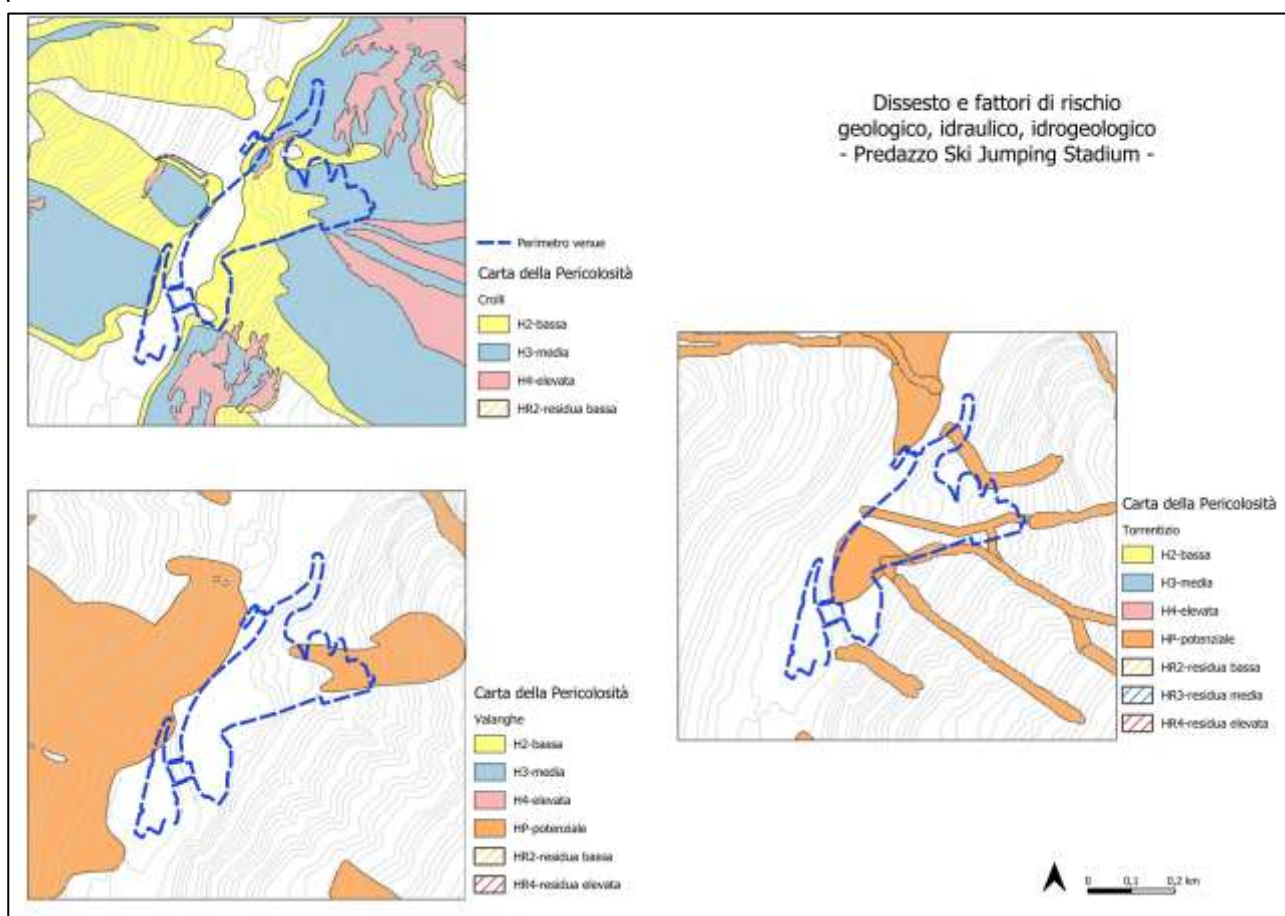 Dissesto e fattori di rischio
geologico, idraulico, idrogeologico
- Predazzo Ski Jumping Stadium -
Perimetro venue
Carta della Pericolosità
Crolli
H2-bassa
H3-media
H4-elevata
HR2-residua bassa
Carta della Pericolosità
Valanghe
H2-bassa
H3-media
H4-elevata
HP-potenziale
HR2-residua bassa
HR4-residua elevata
Carta della Pericolosità
Torrentizio
H2-bassa
H3-media
H4-elevata
HP-potenziale
HR2-residua bassa
HR3-residua media
HR4-residua elevata
0 0,1 0,2 km